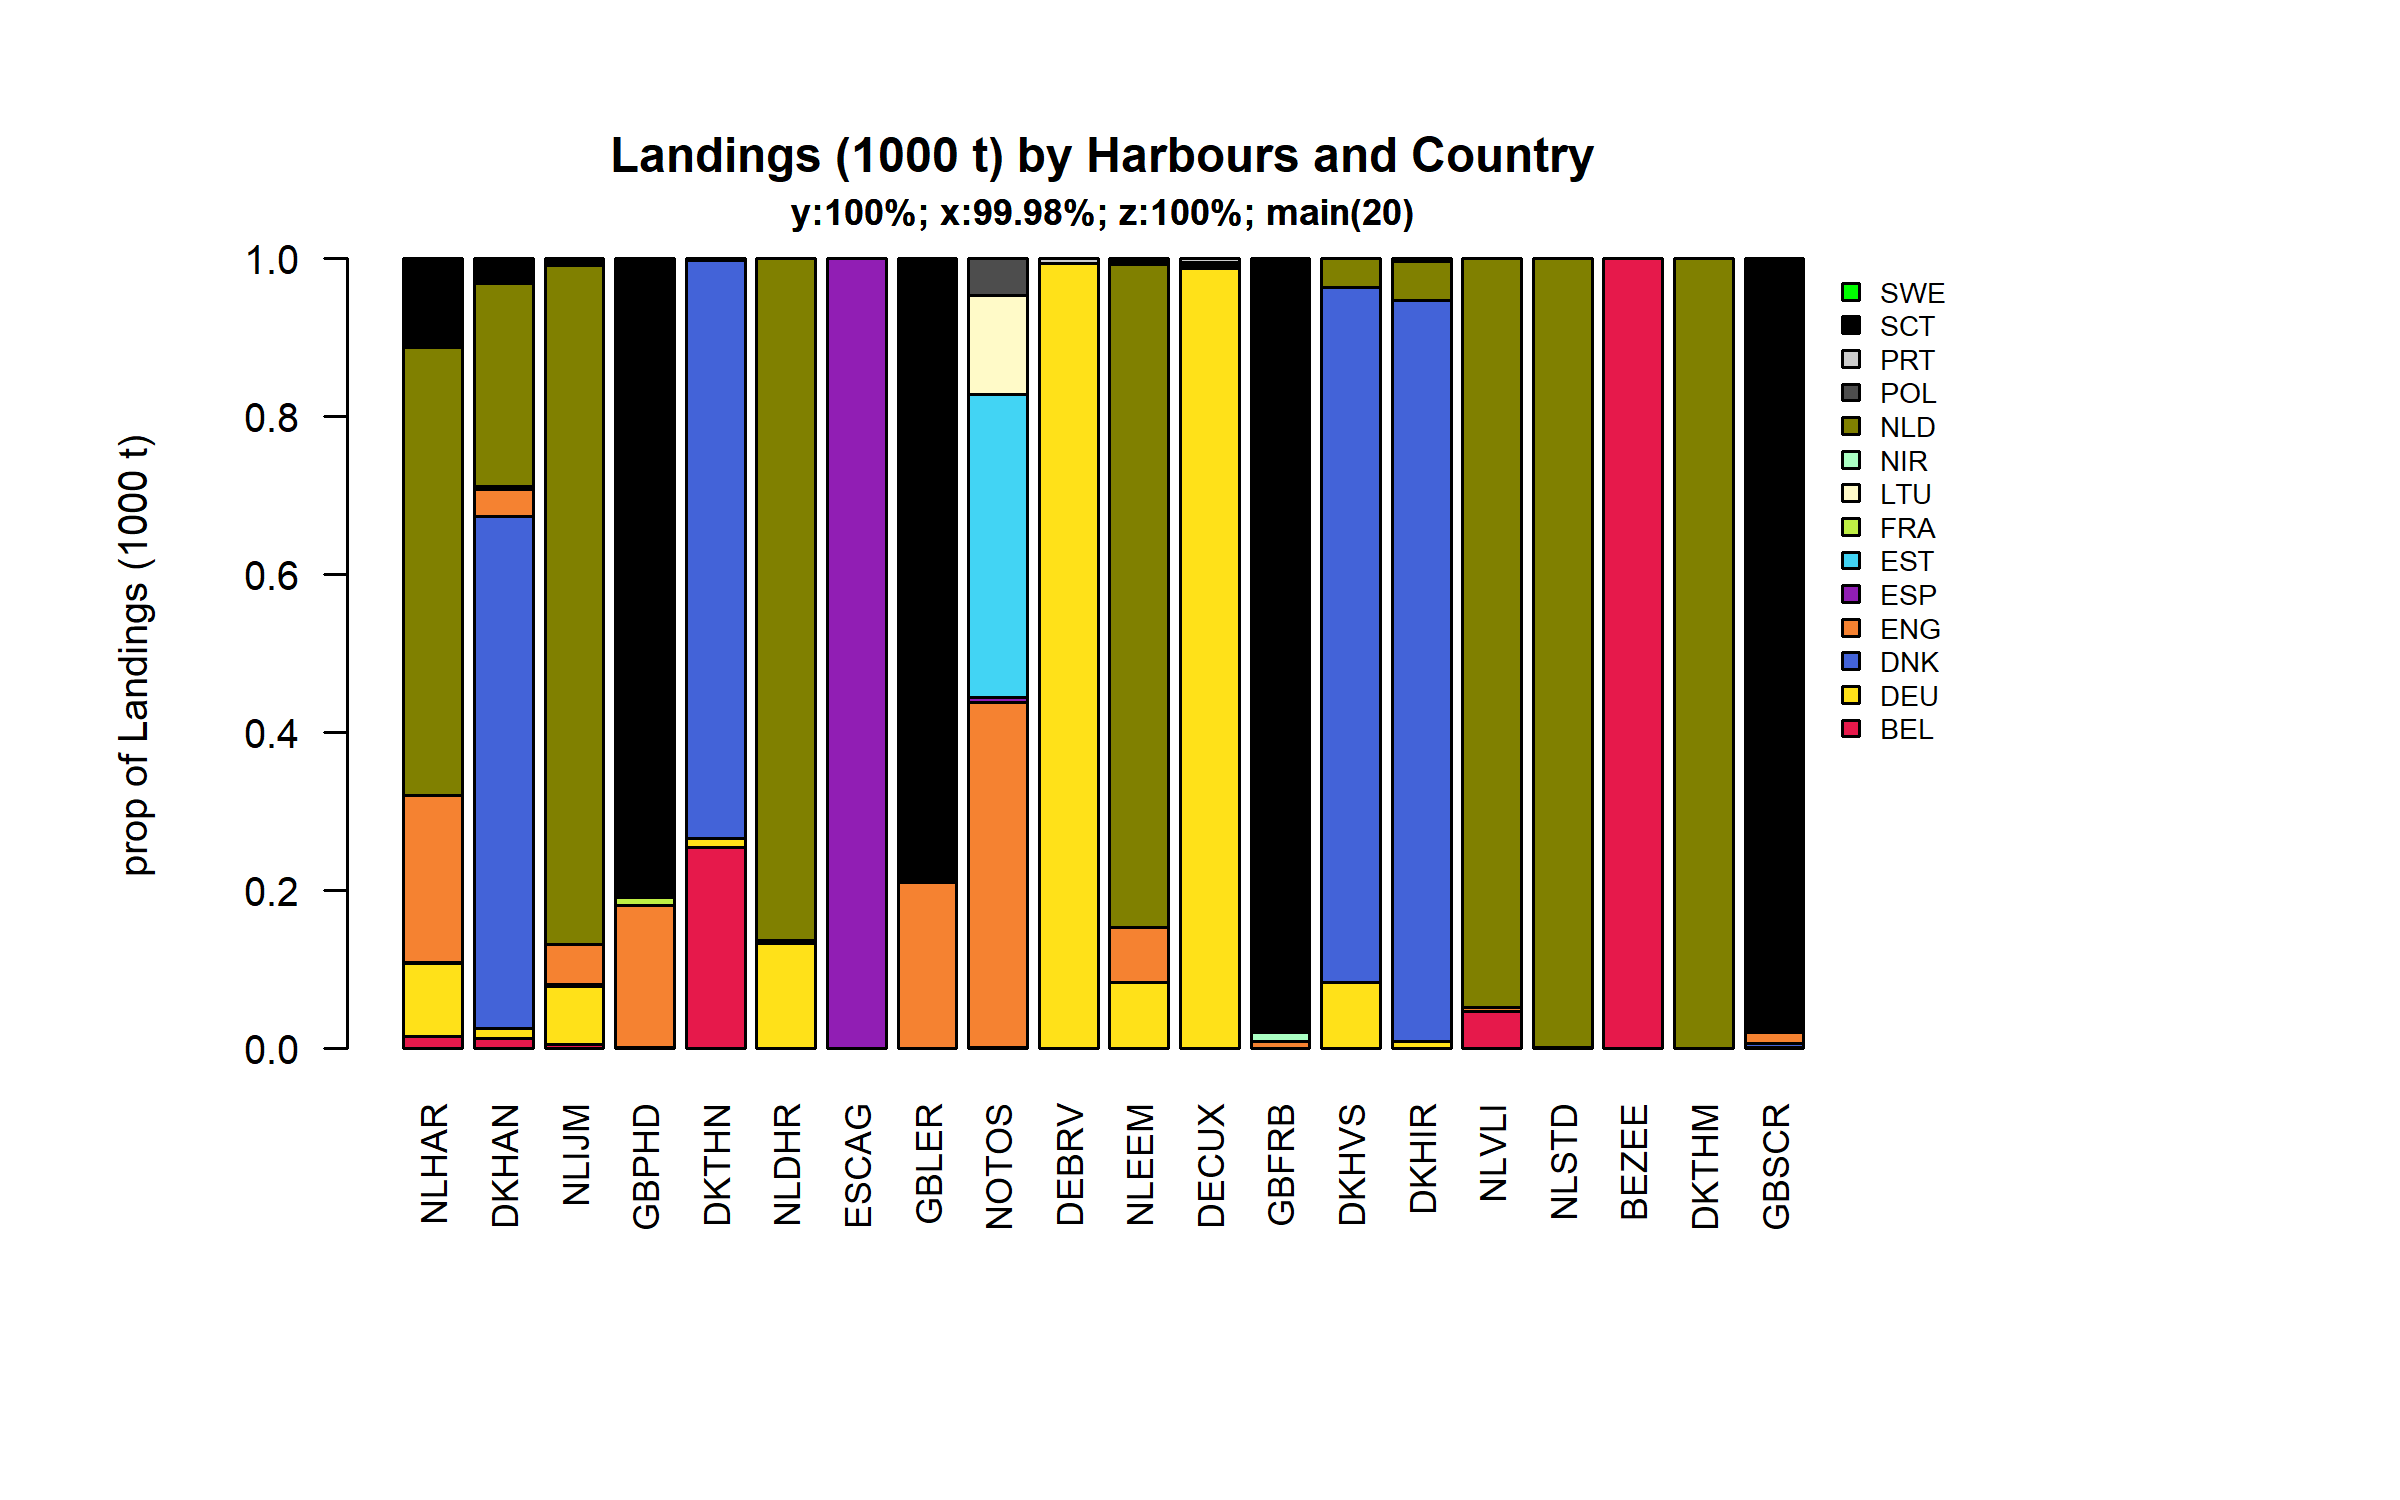 Landings (1000 t) by Harbours and Country
y:100%; x:99.98%; z:100%; main(20)
prop of Landings (1000 t)
1.0
0.8
0.6
0.4
0.2
0.0
SWE
SCT
PRT
POL
NLD
NIR
LTU
FRA
EST
ESP
ENG
DNK
DEU
BEL
NLHAR
DKHAN
NLIJM
GBPHD
DKTHN
NLDHR
ESCAG
GBLER
NOTOS
DEBRV
NLEEM
DECUX
GBFRB
DKHVS
DKHIR
NLVLI
NLSTD
BEZEE
DKTHM
GBSCR